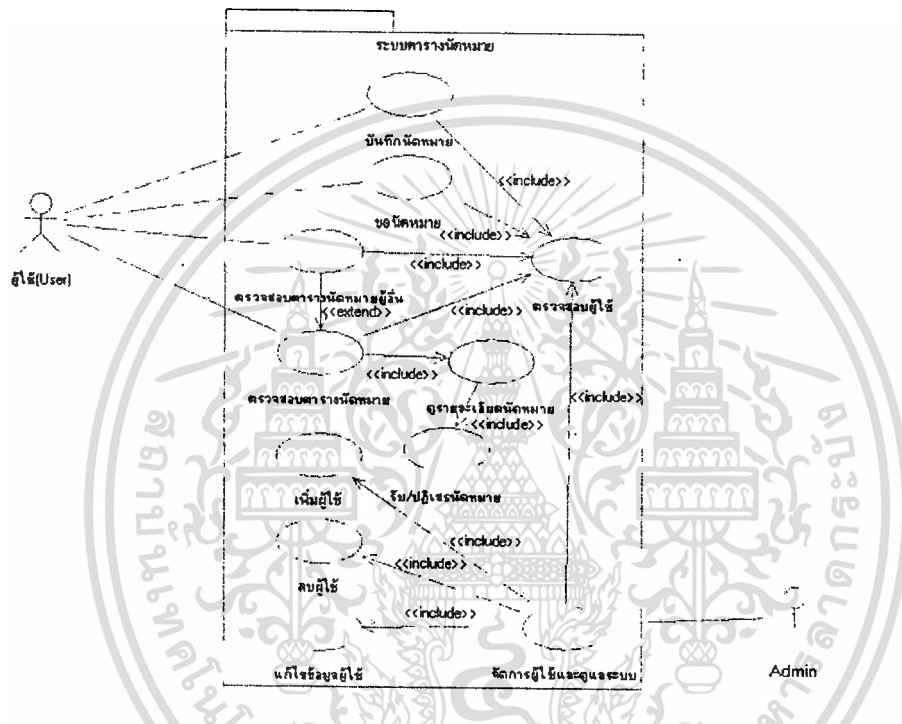 ระบบตารางนัดหมาย
บันทึกนัดหมาย
<<include>>
ขอนัดหมาย
<<include>>
<<include>>
ผู้ใช้(User)
ตรวจสอบตารางนัดหมายผู้อื่น
<<extend>>
<<include>>
ตรวจสอบผู้ใช้
<<include>>
ตรวจสอบตารางนัดหมาย
ดูรายละเอียดนัดหมาย
<<include>>
<<include>>
เพิ่มผู้ใช้
รับ/ปฏิเสธนัดหมาย
<<include>>
<<include>>
ลบผู้ใช้
<<include>>
แก้ไขข้อมูลผู้ใช้
จัดการผู้ใช้และดูแลระบบ
Admin